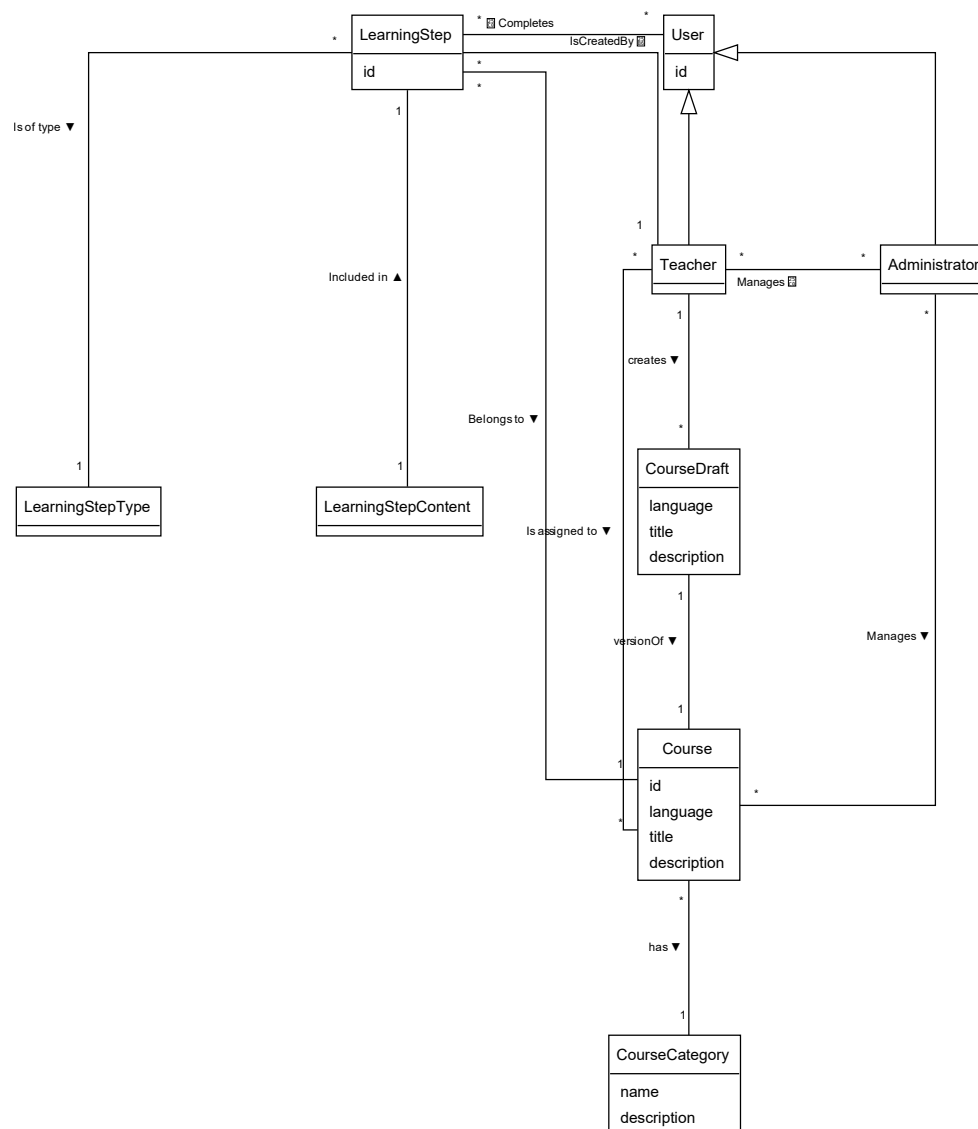 * Completes *
LearningStep
User
IsCreatedBy
*
id
*
*
id
1
Is of type ▼
1
Teacher
Administrator
*
*
*
Manages
*
Included in ▲
1
creates ▼
Belongs to ▼
*
1
1
CourseDraft
LearningStepType
LearningStepContent
language
title
description
Is assigned to ▼
1
versionOf ▼
Manages ▼
1
Course
1
id
language
title
description
*
*
*
has ▼
1
CourseCategory
name
description